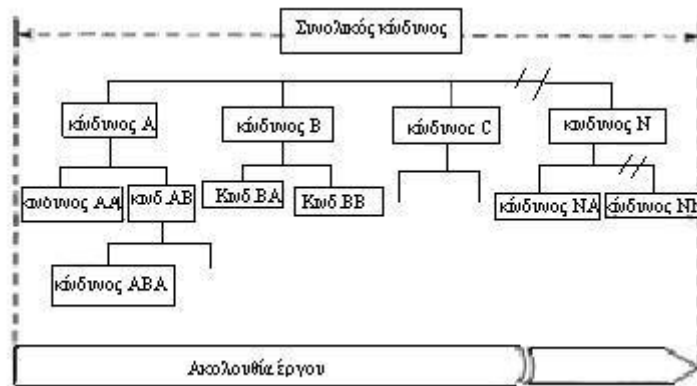 Συνολικός κίνδυνος
κίνδυνος Α
κίνδυνος Β
κίνδυνος C
κίνδυνος Ν
κίνδυνος ΑΑ
κινδ.ΑΒ
Κινδ.ΒΑ
Κινδ.ΒΒ
κίνδυνος ΝΑ
κίνδυνος
κίνδυνος ΑΒΑ
Ακολουθία έργου